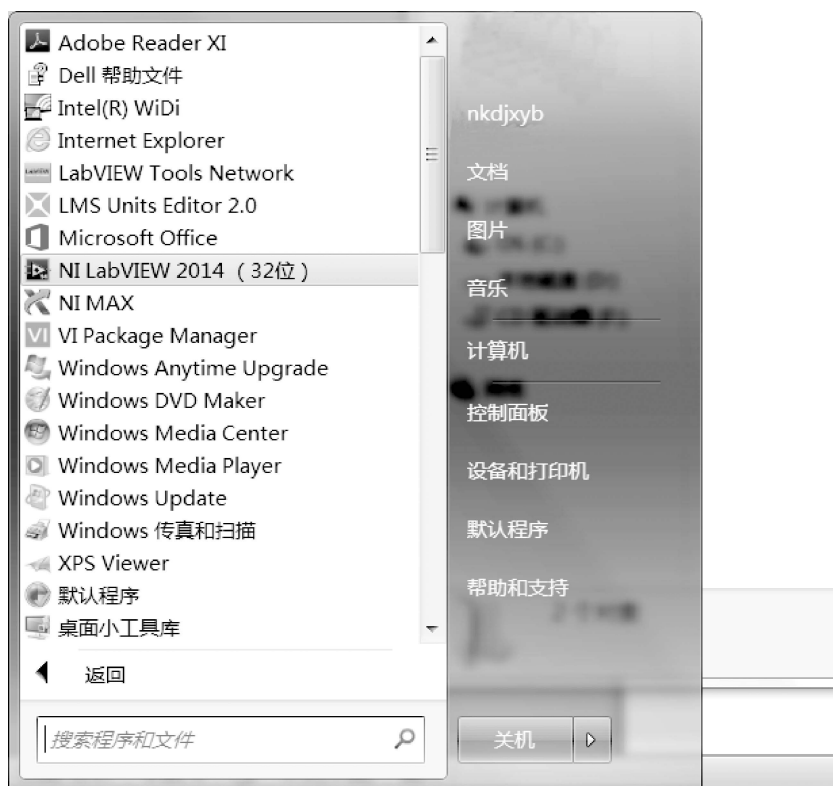 Adobe Reader XI
Dell 帮助文件
Intel(R) WiDi
Internet Explorer
LabVIEW Tools Network
LMS Units Editor 2.0
Microsoft Office
NI LabVIEW 2014 （32位）
NI MAX
VI Package Manager
Windows Anytime Upgrade
Windows DVD Maker
Windows Media Center
Windows Media Player
Windows Update
Windows 传真和扫描
XPS Viewer
默认程序
桌面小工具库
返回
搜索程序和文件
nkdjxyb
文档
图片
音乐
计算机
控制面板
设备和打印机
默认程序
帮助和支持
关机